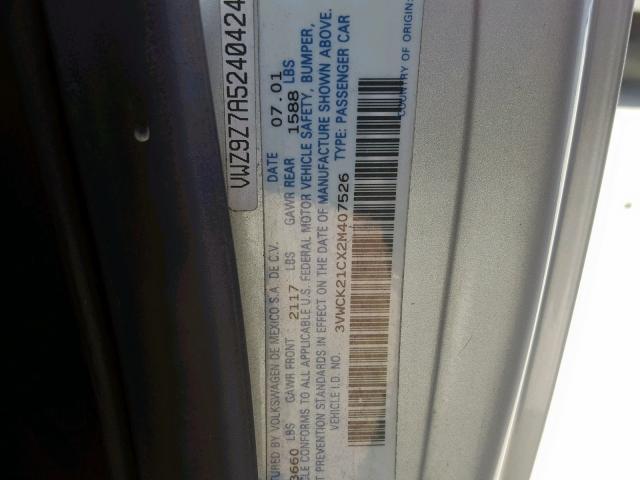 VWZ9Z7A5240424
TURED BY VOLKSWAGEN DE MEXICO S.A. DE C.V. DATE 07.01
3660 LBS GAWR FRONT 2117 LBS GAWR REAR 1588 LBS
CLE CONFORMS TO ALL APPLICABLE U.S. FEDERAL MOTOR VEHICLE SAFETY, BUMPER,
T PREVENTION STANDARDS IN EFFECT ON THE DATE OF MANUFACTURE SHOWN ABOVE.
VEHICLE I.D. NO. 3VWCK21CX2M407526 TYPE: PASSENGER CAR
COUNTRY OF ORIGIN: